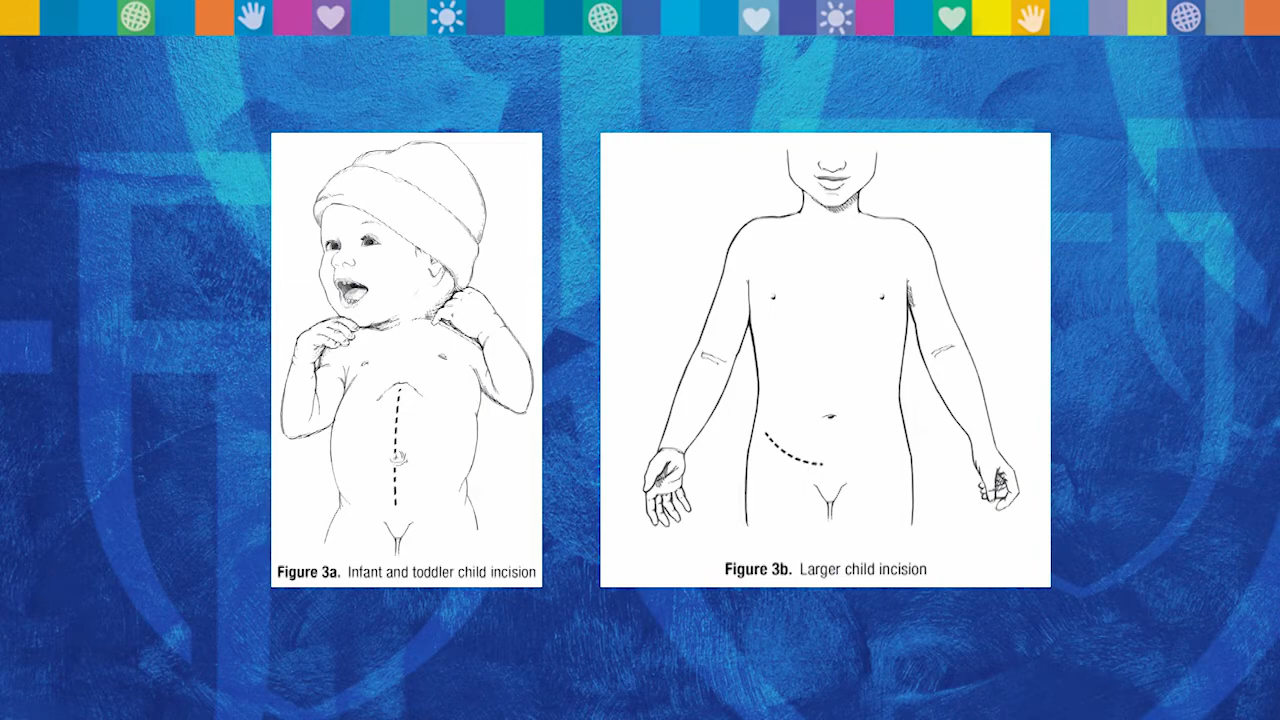 Figure 3a. Infant and toddler child incision
Figure 3b. Larger child incision